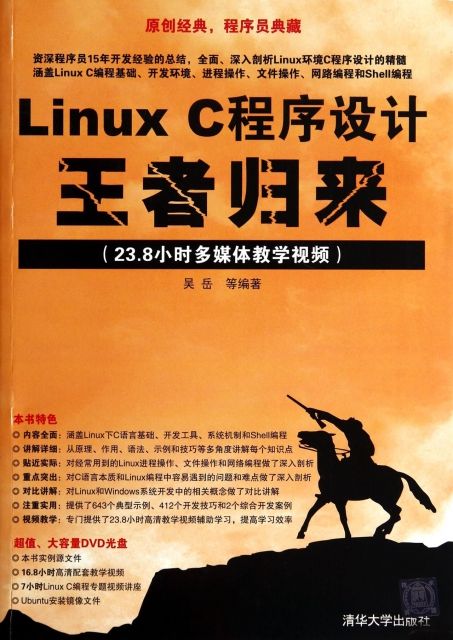 原创经典，程序员典藏
资深程序员15年开发经验的总结，全面、深入剖析Linux环境C程序设计的精髓
涵盖Linux C编程基础、开发环境、进程操作、文件操作、网路编程和Shell编程
Linux C程序设计
王者归来
（23.8小时多媒体教学视频）
吴岳 等编著
本书特色
内容全面：涵盖Linux下C语言基础、开发工具、系统机制和Shell编程
讲解详细：从原理、作用、语法、示例和技巧等多角度讲解每个知识点
贴近实际：对经常用到的Linux进程操作、文件操作和网络编程做了深入剖析
重点突出：对C语言本质和Linux编程中容易遇到的问题和难点做了深入剖析
对比讲解：对Linux和Windows系统开发中的相关概念做了对比讲解
注重实用：提供了643个典型示例、412个开发技巧和2个综合开发案例
视频教学：专门提供了23.8小时高清教学视频辅助学习，提高学习效率
超值、大容量DVD光盘
本书实例源文件
16.8小时高清配套教学视频
7小时Linux C编程专题视频讲座
Ubuntu安装镜像文件
清华大学出版社